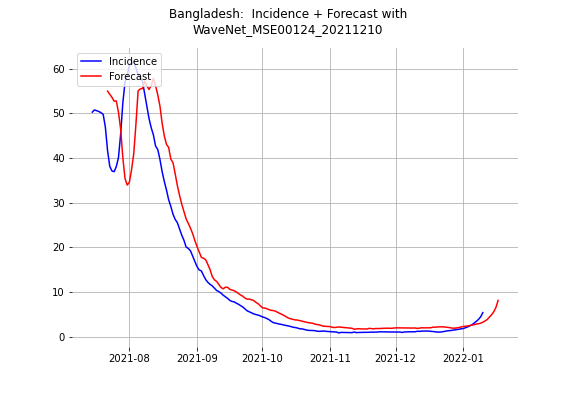 Bangladesh:  Incidence + Forecast with
WaveNet_MSE00124_20211210
Incidence
Forecast
60
50
40
30
20
10
0
2021-08 2021-09 2021-10 2021-11 2021-12 2022-01